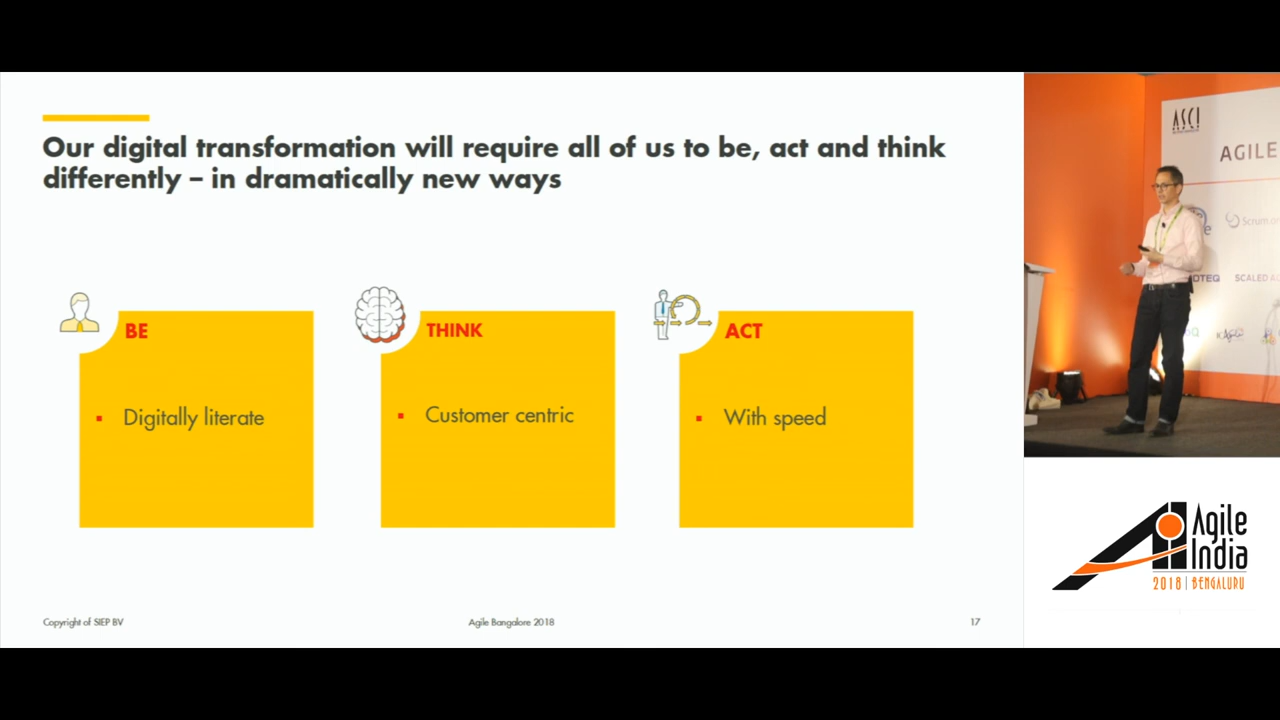 Our digital transformation will require all of us to be, act and think
differently – in dramatically new ways
BE
▪ Digitally literate
THINK
▪ Customer centric
ACT
▪ With speed
Copyright of SIEP BV
Agile Bangalore 2018
17
ASCI
AGILE
Scrum
SCALED
Agile
India
2018 | BENGALURU